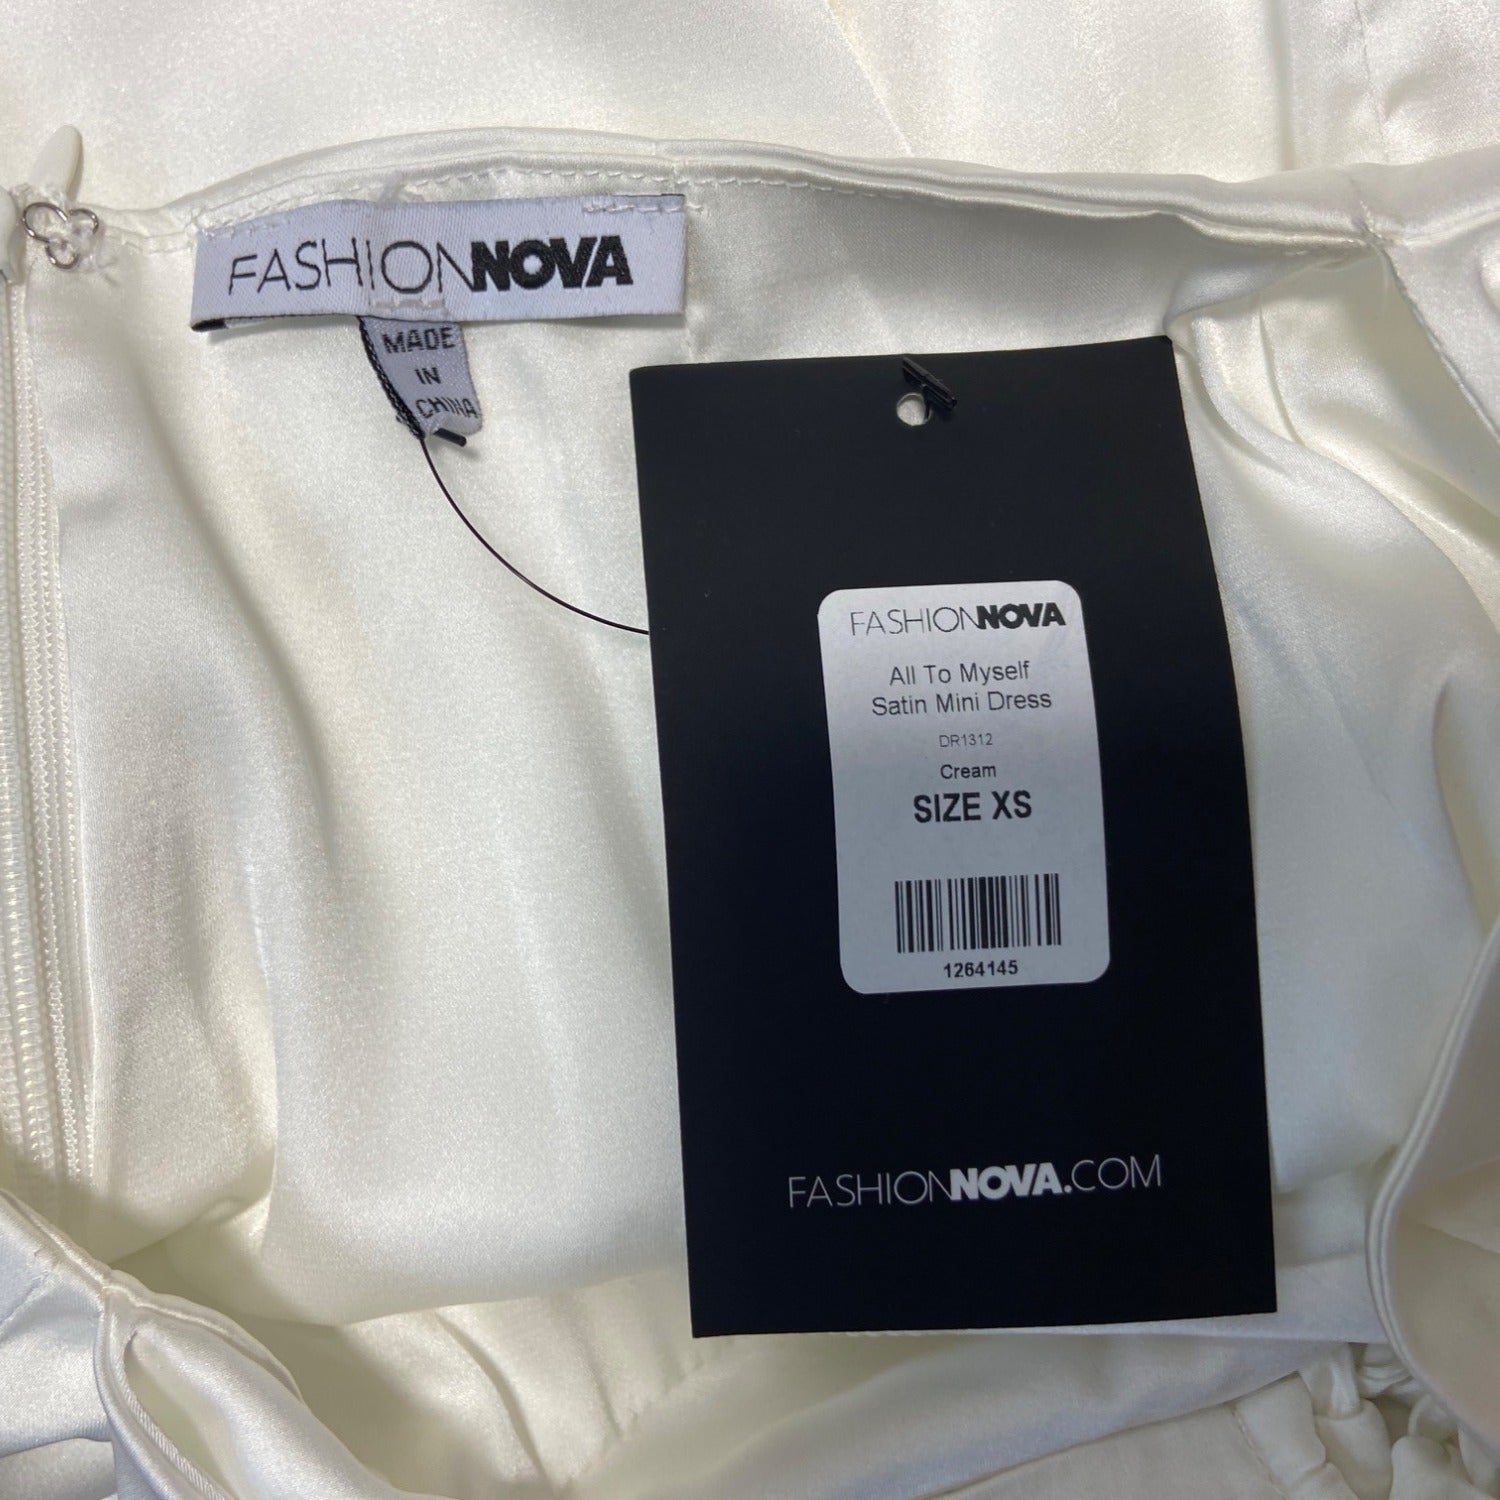 FASHIONNOVA
MADE
IN
CHINA
FASHIONNOVA
All To Myself
Satin Mini Dress
DR1312
Cream
SIZE XS
1264145
FASHIONNOVA.COM